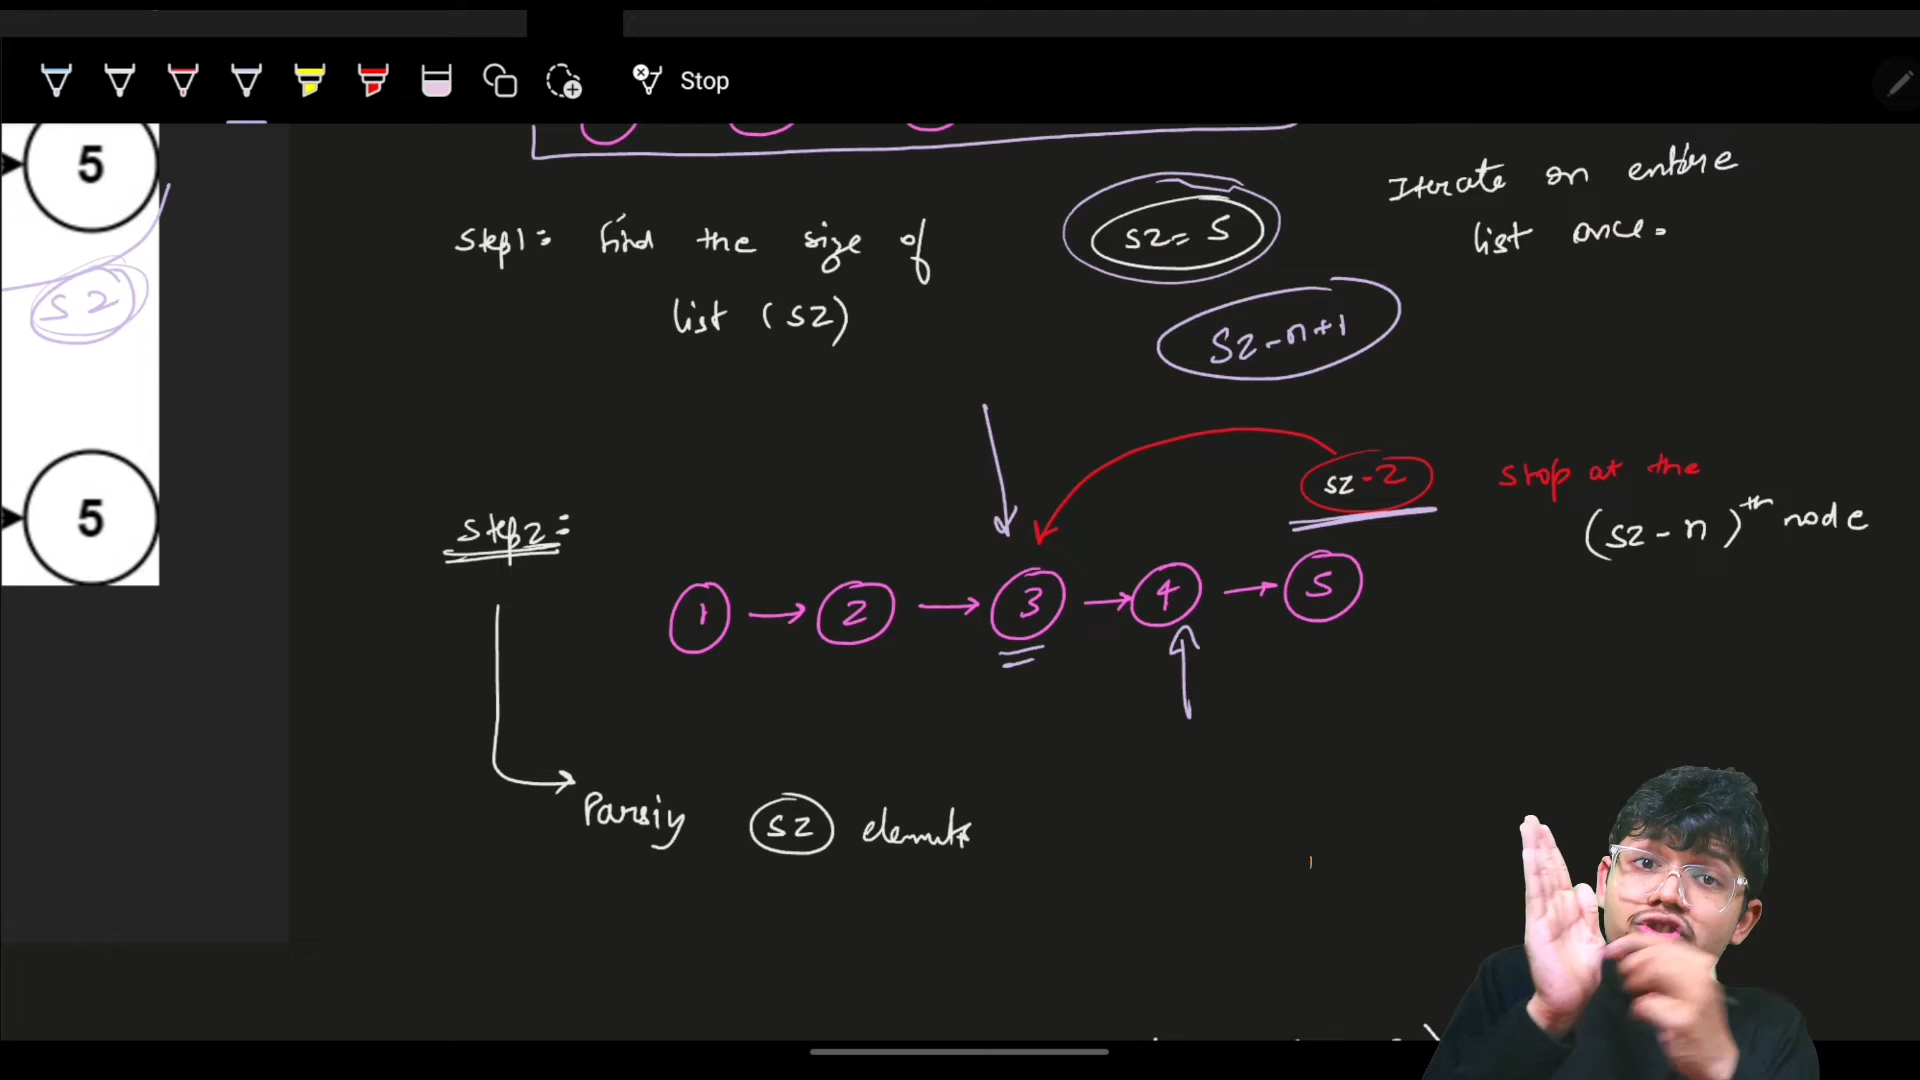 Stop
5
sz
5
Step1: Find the size of
list (sz)
sz = 5
sz-n+1
Iterate on entire
list once.
sz-2
Stop at the
(sz-n)th node
Step2:
1 → 2 → 3 → 4 → 5
Parsiy sz elements